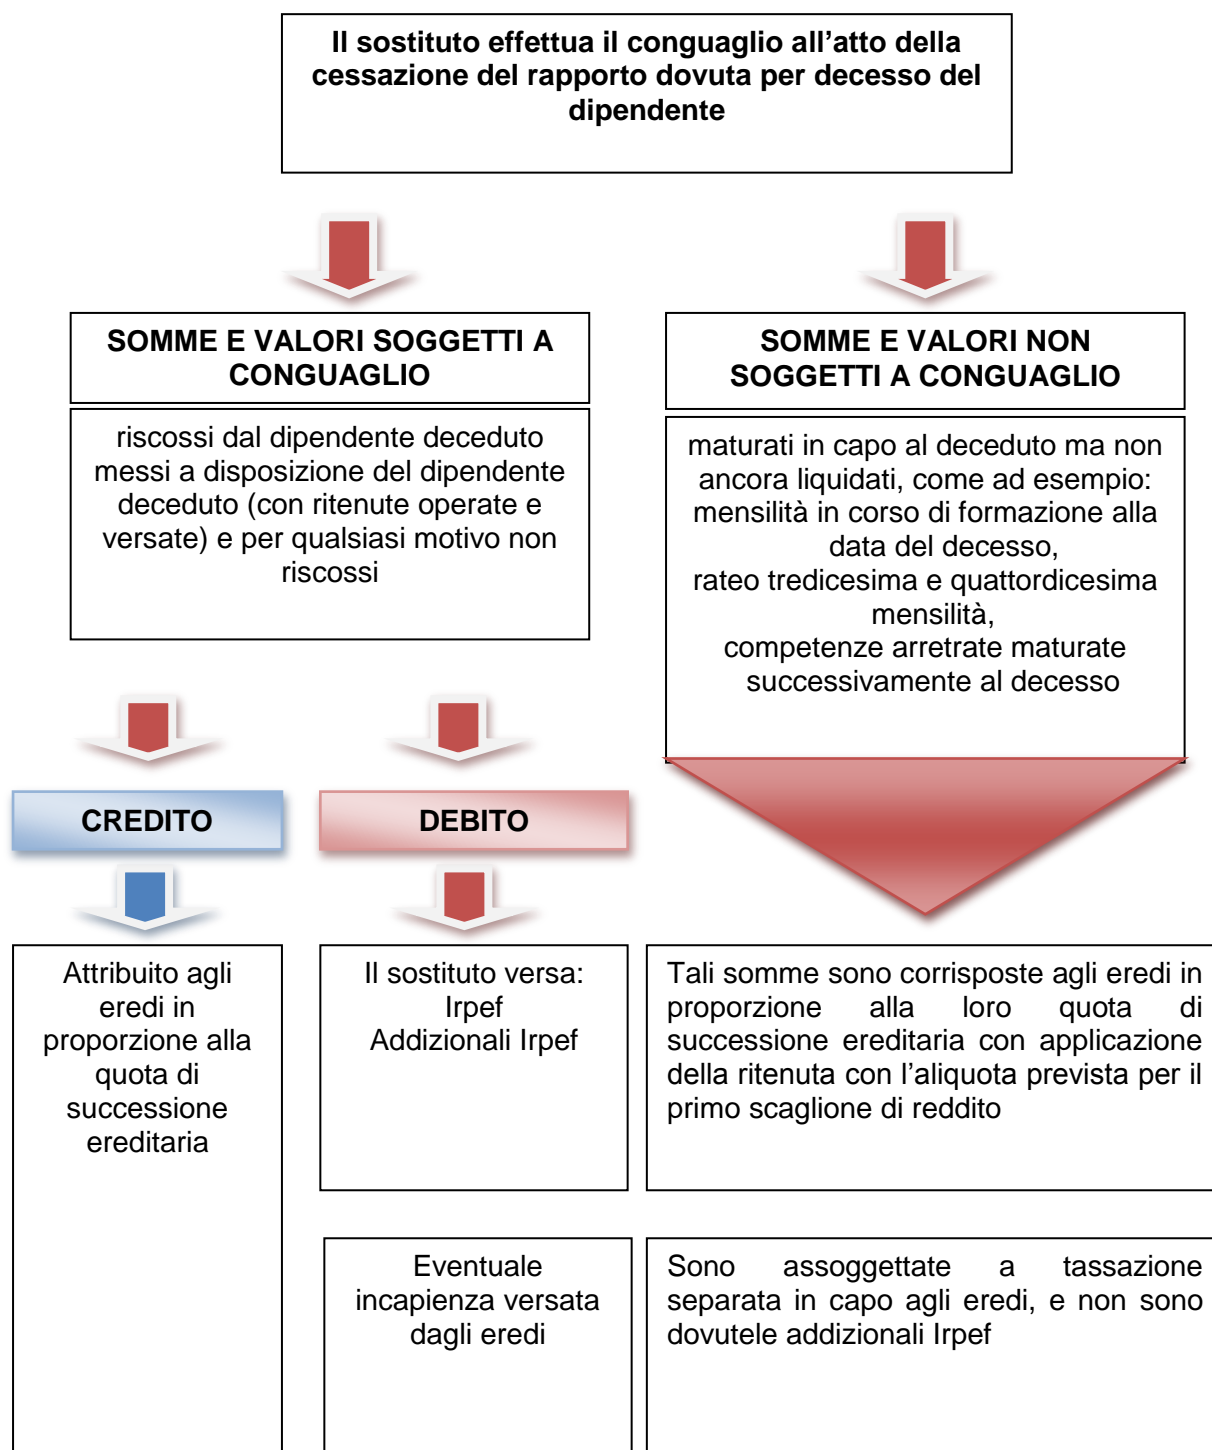 Il sostituto effettua il conguaglio all’atto della
cessazione del rapporto dovuta per decesso del
dipendente
SOMME E VALORI SOGGETTI A
CONGUAGLIO
riscossi dal dipendente deceduto
messi a disposizione del dipendente
deceduto (con ritenute operate e
versate) e per qualsiasi motivo non
riscossi
SOMME E VALORI NON
SOGGETTI A CONGUAGLIO
maturati in capo al deceduto ma non
ancora liquidati, come ad esempio:
mensilità in corso di formazione alla
data del decesso,
rateo tredicesima e quattordicesima
mensilità,
competenze arretrate maturate
successivamente al decesso
CREDITO
Attribuito agli
eredi in
proporzione alla
quota di
successione
ereditaria
DEBITO
Il sostituto versa:
Irpef
Addizionali Irpef
Eventuale
incapienza versata
dagli eredi
Tali somme sono corrisposte agli eredi in
proporzione alla loro quota di
successione ereditaria con applicazione
della ritenuta con l’aliquota prevista per il
primo scaglione di reddito
Sono assoggettate a tassazione
separata in capo agli eredi, e non sono
dovutele addizionali Irpef